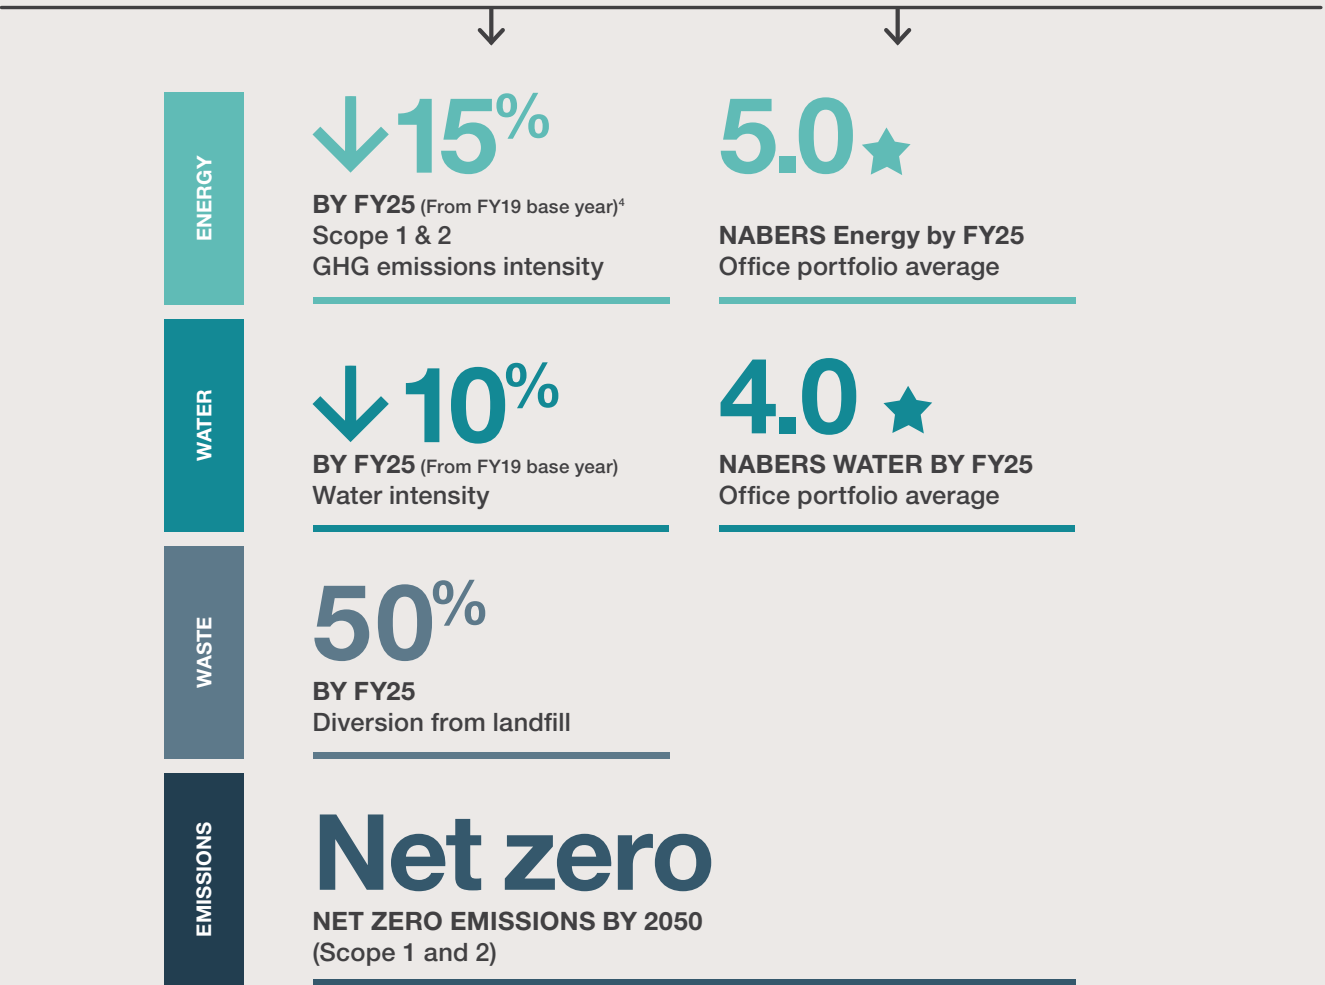 ENERGY
15%
BY FY25 (From FY19 base year)4
Scope 1 & 2
GHG emissions intensity
5.0
NABERS Energy by FY25
Office portfolio average
WATER
10%
BY FY25 (From FY19 base year)
Water intensity
4.0
NABERS WATER BY FY25
Office portfolio average
WASTE
50%
BY FY25
Diversion from landfill
EMISSIONS
Net zero
NET ZERO EMISSIONS BY 2050
(Scope 1 and 2)